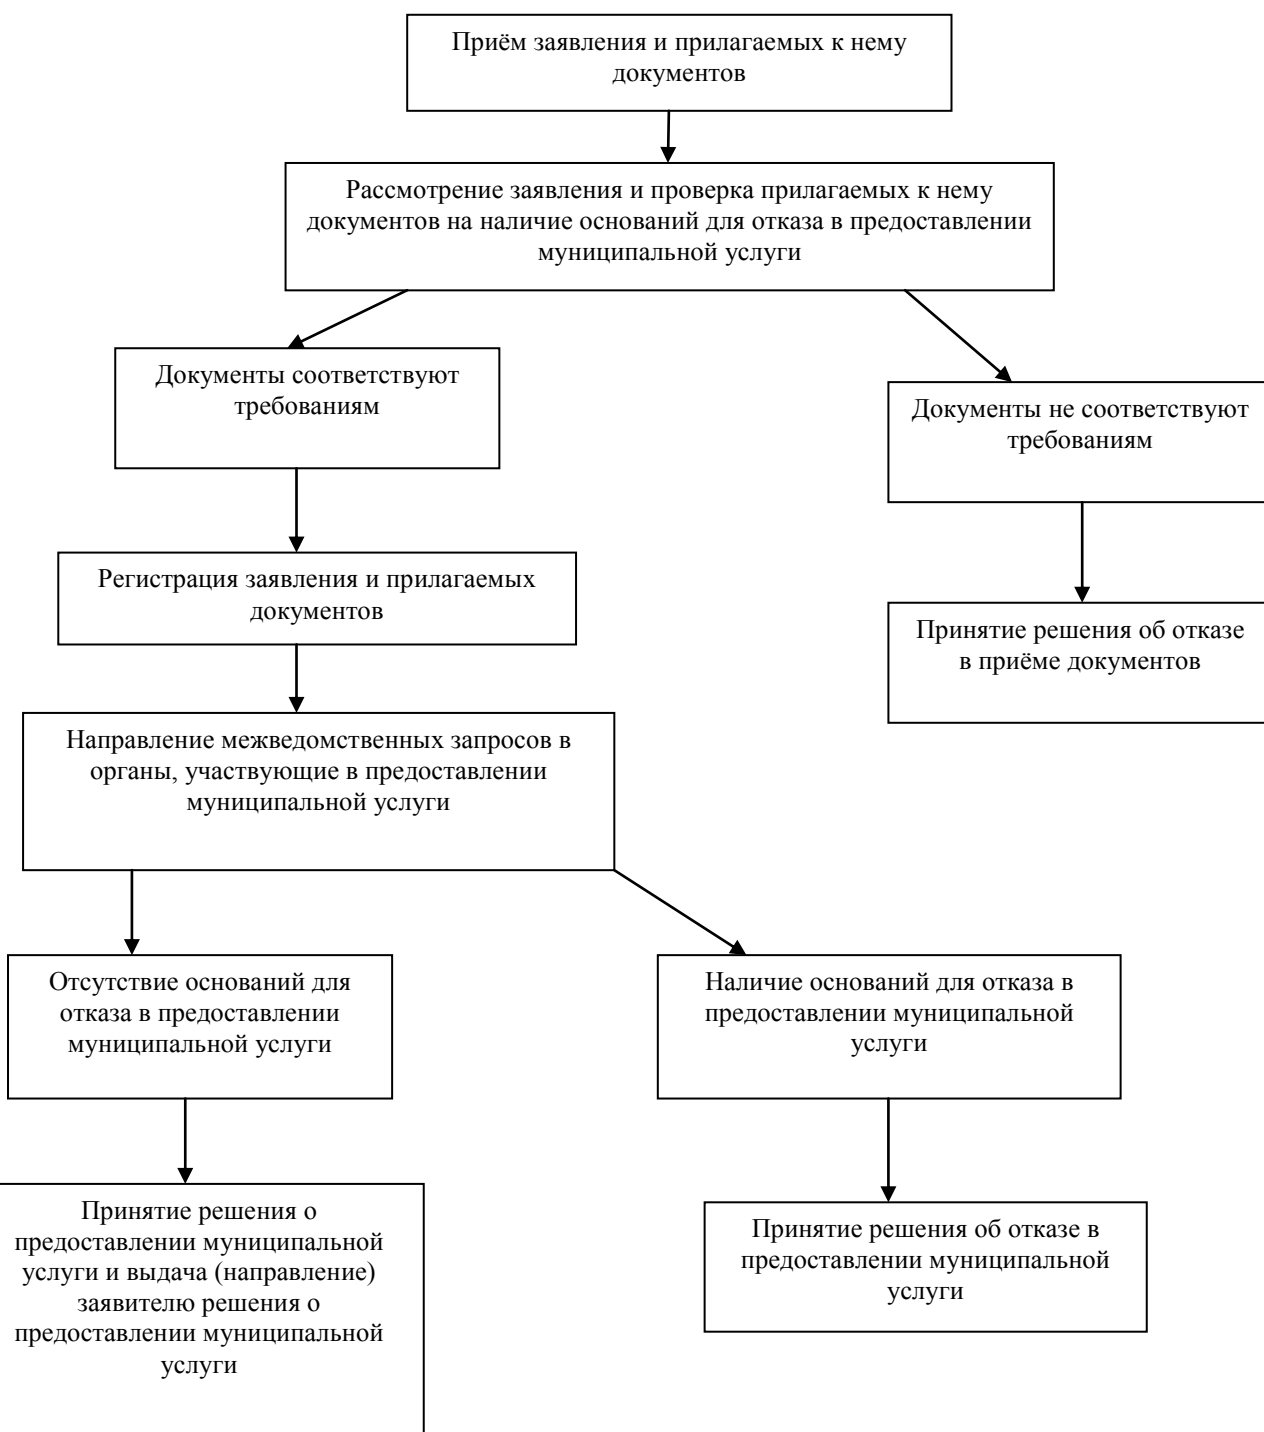 Приём заявления и прилагаемых к нему
документов
Рассмотрение заявления и проверка прилагаемых к нему
документов на наличие оснований для отказа в предоставлении
муниципальной услуги
Документы соответствуют
требованиям
Документы не соответствуют
требованиям
Регистрация заявления и прилагаемых
документов
Принятие решения об отказе
в приёме документов
Направление межведомственных запросов в
органы, участвующие в предоставлении
муниципальной услуги
Отсутствие оснований для
отказа в предоставлении
муниципальной услуги
Наличие оснований для отказа в
предоставлении муниципальной
услуги
Принятие решения о
предоставлении муниципальной
услуги и выдача (направление)
заявителю решения о
предоставлении муниципальной
услуги
Принятие решения об отказе в
предоставлении муниципальной
услуги